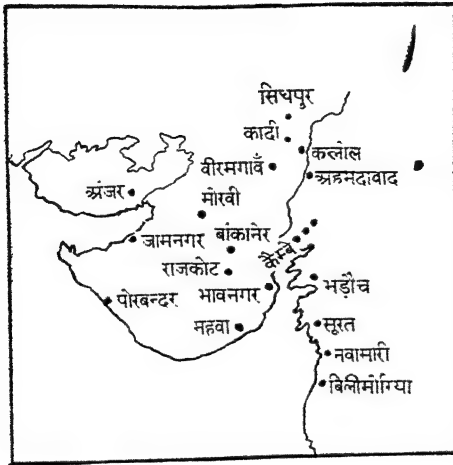 सिधपुर
कादी
कलोल
वीरमगावँ
अहमदाबाद
अंजर
मोरवी
जामनगर
बांकानेर
कैम्बे
राजकोट
भड़ौच
भावनगर
पोरबन्दर
महवा
सूरत
नवामारी
बिलीमोग्या